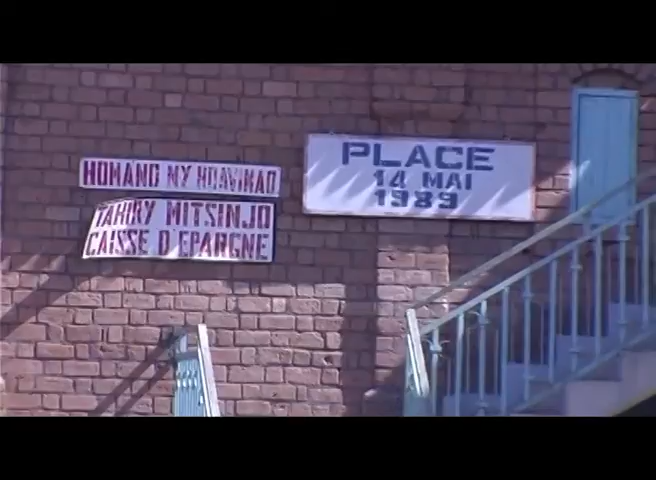 HOMANO NY HOAVINAO
TAHIRY MITSINJO
CAISSE D'EPARGNE
PLACE
14 MAI
1989